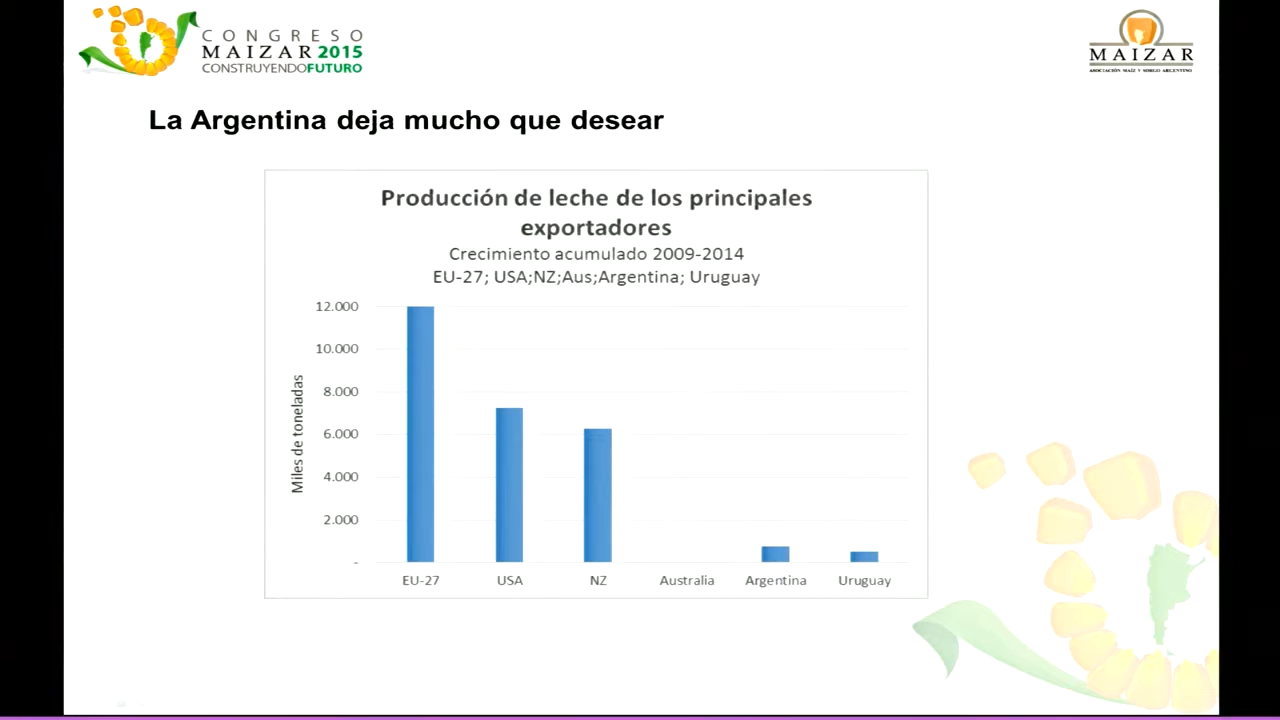 CONGRESO
MAIZAR 2015
CONSTRUYENDOFUTURO
MAIZAR
ASOCIACIÓN MAÍZ Y SORGO ARGENTINO
La Argentina deja mucho que desear
Producción de leche de los principales
exportadores
Crecimiento acumulado 2009-2014
EU-27; USA;NZ;Aus;Argentina; Uruguay
Miles de toneladas
12.000
10.000
8.000
6.000
4.000
2.000
-
EU-27 USA NZ Australia Argentina Uruguay